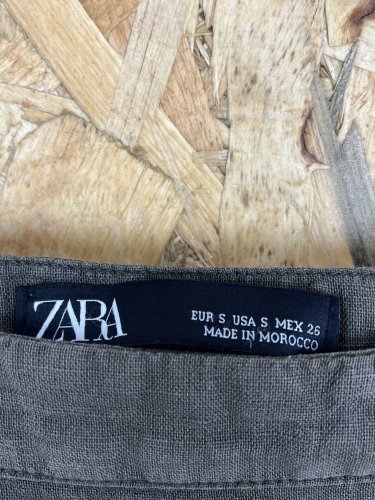 ZARA
EUR S USA S MEX 26
MADE IN MOROCCO